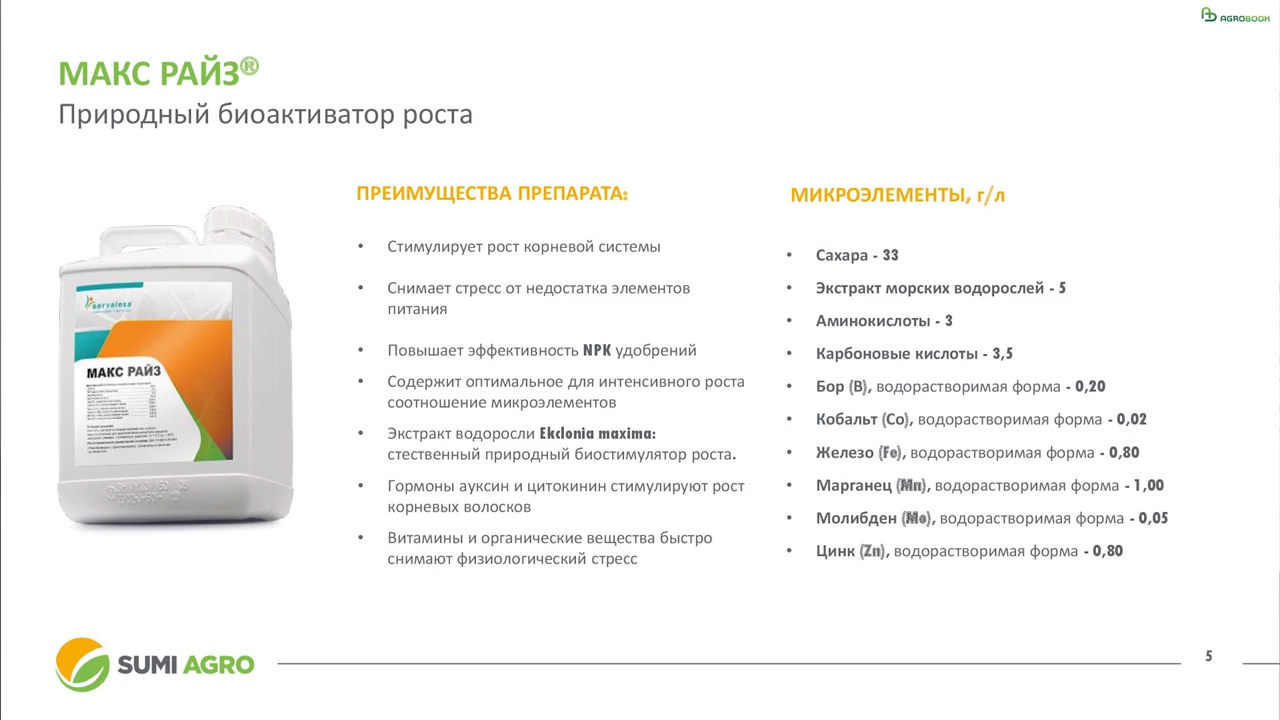 AGROBOOK
МАКС РАЙЗ®
Природный биоактиватор роста
ПРЕИМУЩЕСТВА ПРЕПАРАТА:
• Стимулирует рост корневой системы
• Снимает стресс от недостатка элементов
питания
• Повышает эффективность NPK удобрений
• Содержит оптимальное для интенсивного роста
соотношение микроэлементов
• Экстракт водоросли Ekclonia maxima:
стественный природный биостимулятор роста.
• Гормоны ауксин и цитокинин стимулируют рост
корневых волосков
• Витамины и органические вещества быстро
снимают физиологический стресс
МИКРОЭЛЕМЕНТЫ, г/л
• Сахара - 33
• Экстракт морских водорослей - 5
• Аминокислоты - 3
• Карбоновые кислоты - 3,5
• Бор (B), водорастворимая форма - 0,20
• Кобальт (Co), водорастворимая форма - 0,02
• Железо (Fe), водорастворимая форма - 0,80
• Марганец (Mn), водорастворимая форма - 1,00
• Молибден (Mo), водорастворимая форма - 0,05
• Цинк (Zn), водорастворимая форма - 0,80
servalesa
МАКС РАЙЗ
SUMI AGRO
5